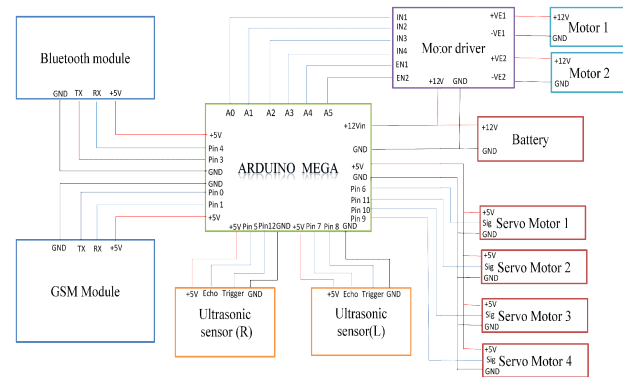 Bluetooth module
GND TX RX +5V
GSM Module
GND TX RX +5V
ARDUINO MEGA
A0 A1 A2 A3 A4 A5
+5V
Pin 4
Pin 3
GND
GND
Pin 0
Pin 1
+5V
+12Vin
GND
+5V
GND
Pin 6
Pin 11
Pin 10
Pin 9
+5V Pin 5 Pin12 GND +5V Pin 7 Pin 8 GND
Motor driver
IN1
IN2
IN3
IN4
EN1
EN2
+VE1
-VE1
+VE2
-VE2
+12V GND
+12V
Motor 1
GND
+12V
Motor 2
GND
+12V
Battery
GND
+5V
Sig Servo Motor 1
GND
+5V
Sig Servo Motor 2
GND
+5V
Sig Servo Motor 3
GND
+5V
Sig Servo Motor 4
GND
+5V Echo Trigger GND
Ultrasonic
sensor (R)
+5V Echo Trigger GND
Ultrasonic
sensor(L)